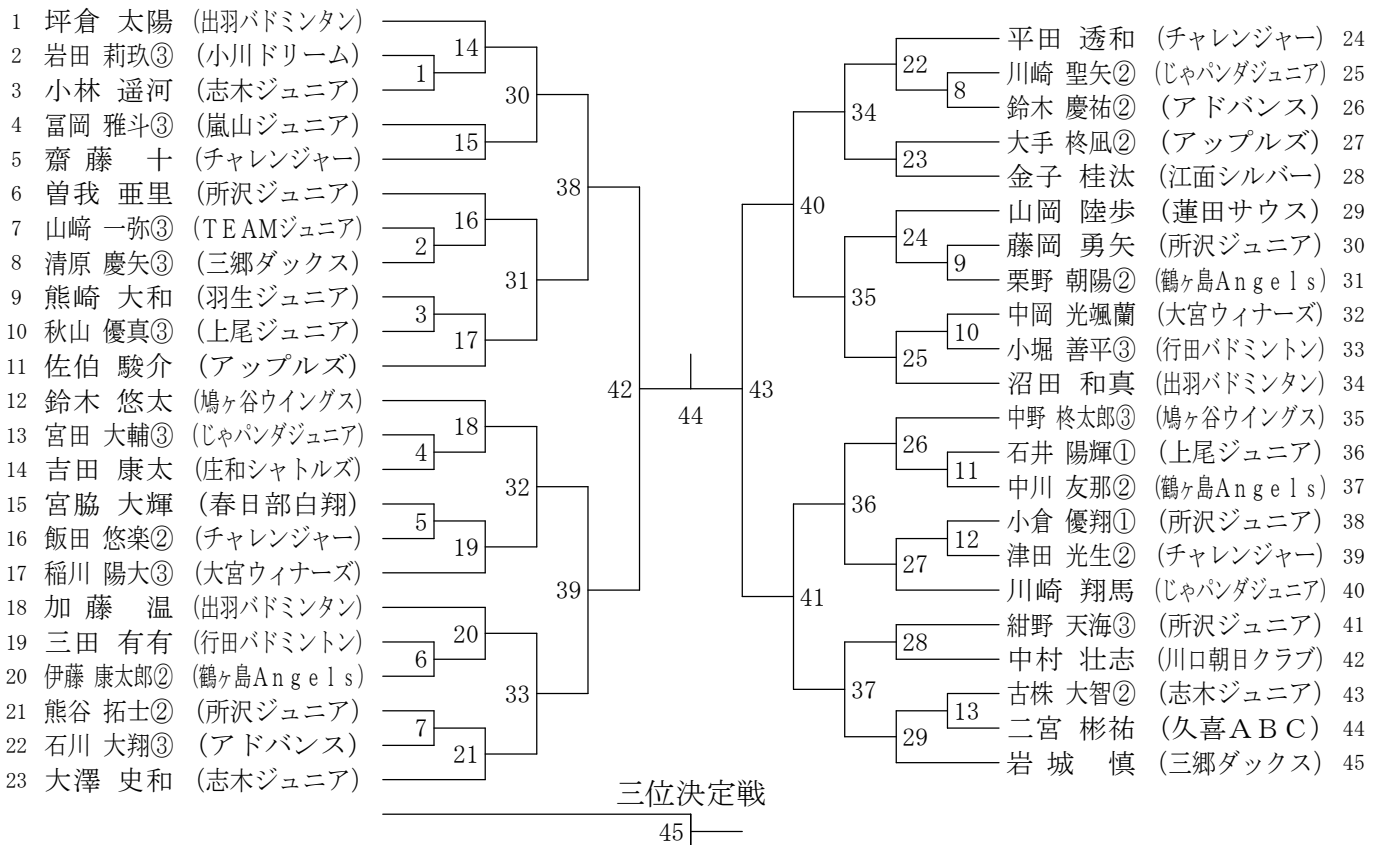 1 坪倉 太陽 (出羽バドミンタン)
2 岩田 莉玖③ (小川ドリーム)
3 小林 遥河 (志木ジュニア)
4 冨岡 雅斗③ (嵐山ジュニア)
5 齋藤 十 (チャレンジャー)
6 曽我 亜里 (所沢ジュニア)
7 山﨑 一弥③ (TEAMジュニア)
8 清原 慶矢③ (三郷ダックス)
9 熊崎 大和 (羽生ジュニア)
10 秋山 優真③ (上尾ジュニア)
11 佐伯 駿介 (アップルズ)
12 鈴木 悠太 (鳩ヶ谷ウイングス)
13 宮田 大輔③ (じゃパンダジュニア)
14 吉田 康太 (庄和シャトルズ)
15 宮脇 大輝 (春日部白翔)
16 飯田 悠楽② (チャレンジャー)
17 稲川 陽大③ (大宮ウィナーズ)
18 加藤 温 (出羽バドミンタン)
19 三田 有有 (行田バドミントン)
20 伊藤 康太郎② (鶴ヶ島Angels)
21 熊谷 拓士② (所沢ジュニア)
22 石川 大翔③ (アドバンス)
23 大澤 史和 (志木ジュニア)
14
1
30
15
38
16
2
31
3
17
42
18
4
32
5
19
39
20
6
33
7
21
44
43
平田 透和 (チャレンジャー) 24
川崎 聖矢② (じゃパンダジュニア) 25
鈴木 慶祐② (アドバンス) 26
大手 柊凪② (アップルズ) 27
金子 桂汰 (江面シルバー) 28
山岡 陸歩 (蓮田サウス) 29
藤岡 勇矢 (所沢ジュニア) 30
栗野 朝陽② (鶴ヶ島Angels) 31
中岡 光颯蘭 (大宮ウィナーズ) 32
小堀 善平③ (行田バドミントン) 33
沼田 和真 (出羽バドミンタン) 34
中野 柊太郎③ (鳩ヶ谷ウイングス) 35
石井 陽輝① (上尾ジュニア) 36
中川 友那② (鶴ヶ島Angels) 37
小倉 優翔① (所沢ジュニア) 38
津田 光生② (チャレンジャー) 39
川崎 翔馬 (じゃパンダジュニア) 40
紺野 天海③ (所沢ジュニア) 41
中村 壮志 (川口朝日クラブ) 42
古株 大智② (志木ジュニア) 43
二宮 彬祐 (久喜ABC) 44
岩城 慎 (三郷ダックス) 45
22
8
34
23
40
24
9
35
10
25
26
11
36
12
27
41
28
37
13
29
三位決定戦
45